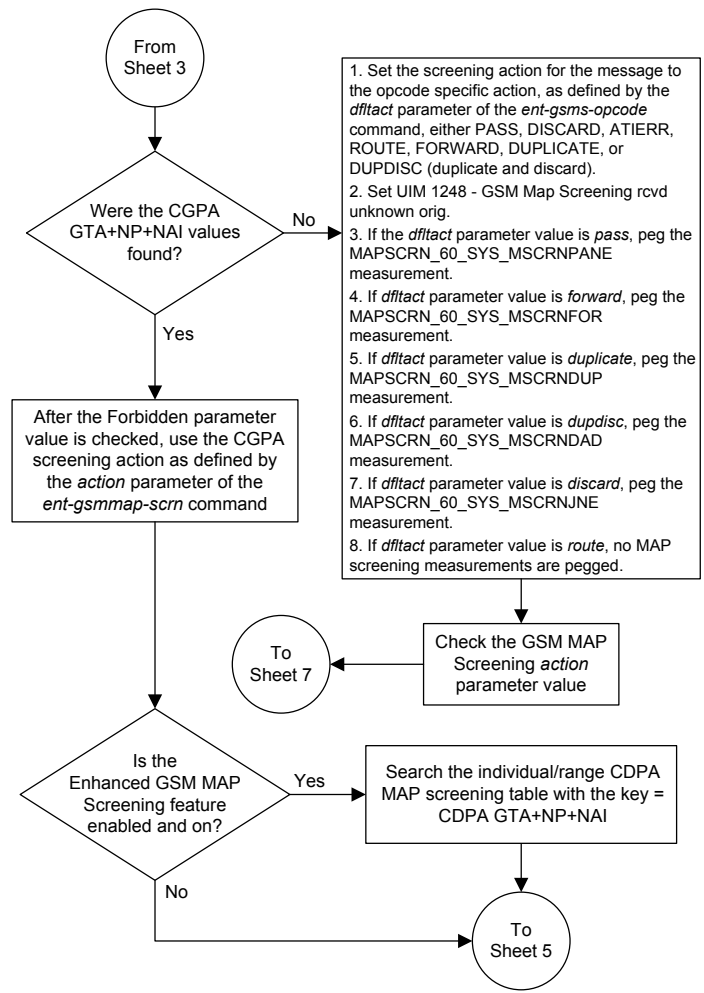 From
Sheet 3
Were the CGPA
GTA+NP+NAI values
found?
No
Yes
1. Set the screening action for the message to
the opcode specific action, as defined by the
dfltact parameter of the ent-gsms-opcode
command, either PASS, DISCARD, ATIERR,
ROUTE, FORWARD, DUPLICATE, or
DUPDISC (duplicate and discard).
2. Set UIM 1248 - GSM Map Screening rcvd
unknown orig.
3. If the dfltact parameter value is pass, peg the
MAPSCRN_60_SYS_MSCRNPANE
measurement.
4. If dfltact parameter value is forward, peg the
MAPSCRN_60_SYS_MSCRNFOR
measurement.
5. If dfltact parameter value is duplicate, peg the
MAPSCRN_60_SYS_MSCRNDUP
measurement.
6. If dfltact parameter value is dupdisc, peg the
MAPSCRN_60_SYS_MSCRNDAD
measurement.
7. If dfltact parameter value is discard, peg the
MAPSCRN_60_SYS_MSCRNJNE
measurement.
8. If dfltact parameter value is route, no MAP
screening measurements are pegged.
After the Forbidden parameter
value is checked, use the CGPA
screening action as defined by
the action parameter of the
ent-gsmmap-scrn command
Check the GSM MAP
Screening action
parameter value
To
Sheet 7
Is the
Enhanced GSM MAP
Screening feature
enabled and on?
Yes
No
Search the individual/range CDPA
MAP screening table with the key =
CDPA GTA+NP+NAI
To
Sheet 5